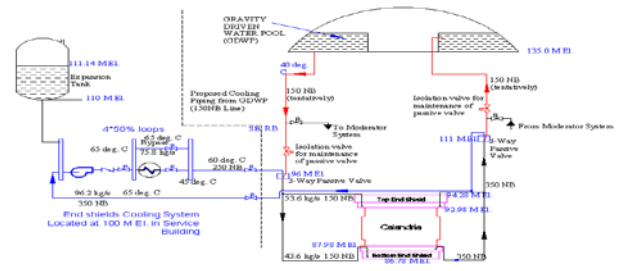 GRAVITY
DRIVEN
WATER POOL
(GDWP)
135.0 M El.
111.14 M El.
Expansion
Tank
110 M El.
40 deg.
C
150 NB
(tentatively)
150 NB
(tentatively)
Proposed Cooling
Piping from GDWP
(150NB Line)
Isolation valve for
maintenance of
passive valve
To Moderator
System
From Moderator System
4*50% loops
65 deg. C
65 deg. C
Bypass
75.8 kg/s
RB
Isolation valve
for maintenance
of passive valve
111 M El.
3-Way
Passive
Valve
60 deg. C
250 NB
45 deg. C
96 M El.
3-Way Passive Valve
96.2 kg/s
65 deg. C
350 NB
53.6 kg/s 150 NB
Top End Shield
94.28 M El.
92.98 M El.
350 NB
End shields Cooling System
Located at 100 M El. in Service
Building
Calandria
87.98 M El.
43.6 kg/s 150 NB
Bottom End Shield
86.78 M El.
350 NB